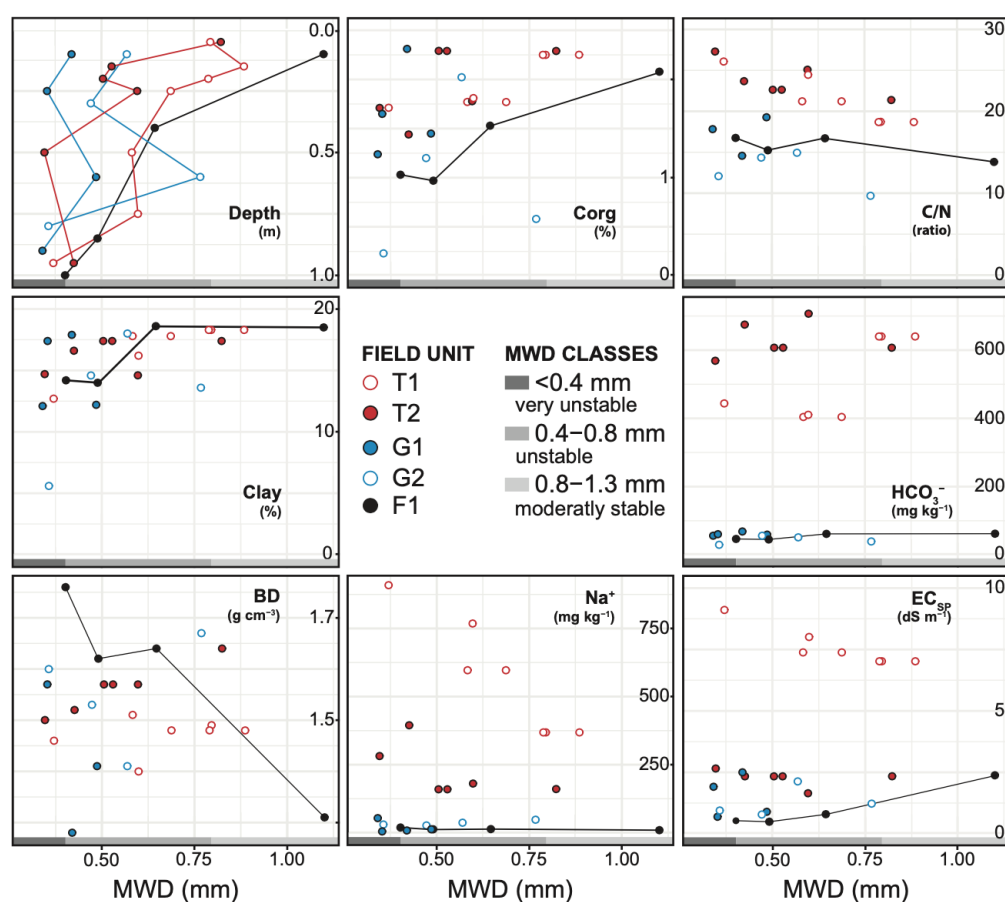 0.0
0.5
1.0
Depth
(m)
1
0
Corg
(%)
30
20
10
0
C/N
(ratio)
20
10
0
Clay
(%)
FIELD UNIT
T1
T2
G1
G2
F1
MWD CLASSES
<0.4 mm
very unstable
0.4–0.8 mm
unstable
0.8–1.3 mm
moderatly stable
600
400
200
0
HCO₃⁻
(mg kg⁻¹)
BD
(g cm⁻³)
1.7
1.5
Na⁺
(mg kg⁻¹)
750
500
250
EC_SP
(dS m⁻¹)
10
5
0
0.50 0.75 1.00
0.50 0.75 1.00
0.50 0.75 1.00
MWD (mm)
MWD (mm)
MWD (mm)